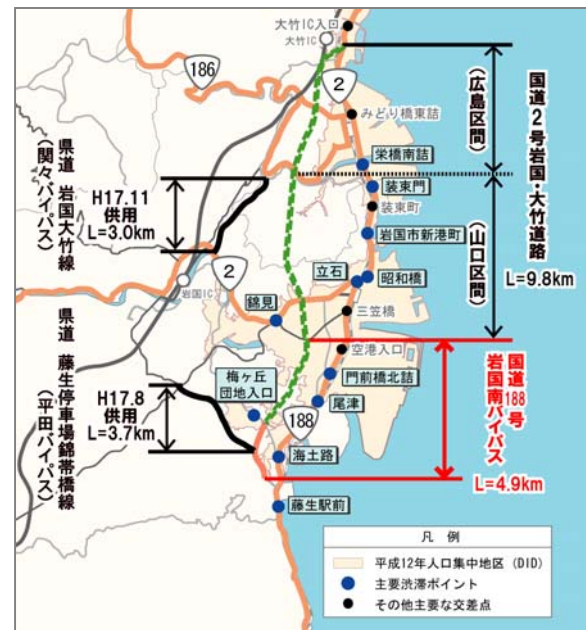 大竹IC入口
大竹IC
186
2
みどり橋東詰
栄橋南詰
装東門
装東町
岩国市新港町
昭和橋
立石
三笠橋
錦見
空港入口
門前橋北詰
梅ヶ丘
団地入口
尾津
188
海土路
藤生駅前
2
岩国IC
県道 岩国大竹線
(関々バイパス)
H17.11
供用
L=3.0km
県道 藤生停車場錦帯橋線
(平田バイパス)
H17.8
供用
L=3.7km
(広島区間)
(山口区間)
国道2号岩国・大竹道路
L=9.8km
国道188号
岩国南バイパス
L=4.9km
凡 例
平成12年人口集中地区(DID)
主要渋滞ポイント
その他主要な交差点